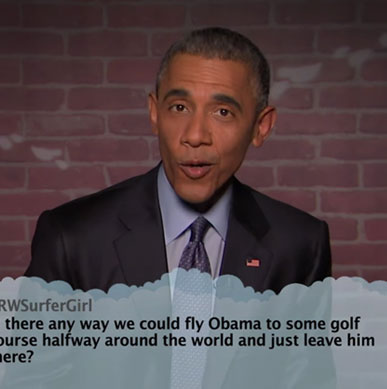 RWSurferGirl
there any way we could fly Obama to some golf
ourse halfway around the world and just leave him
here?